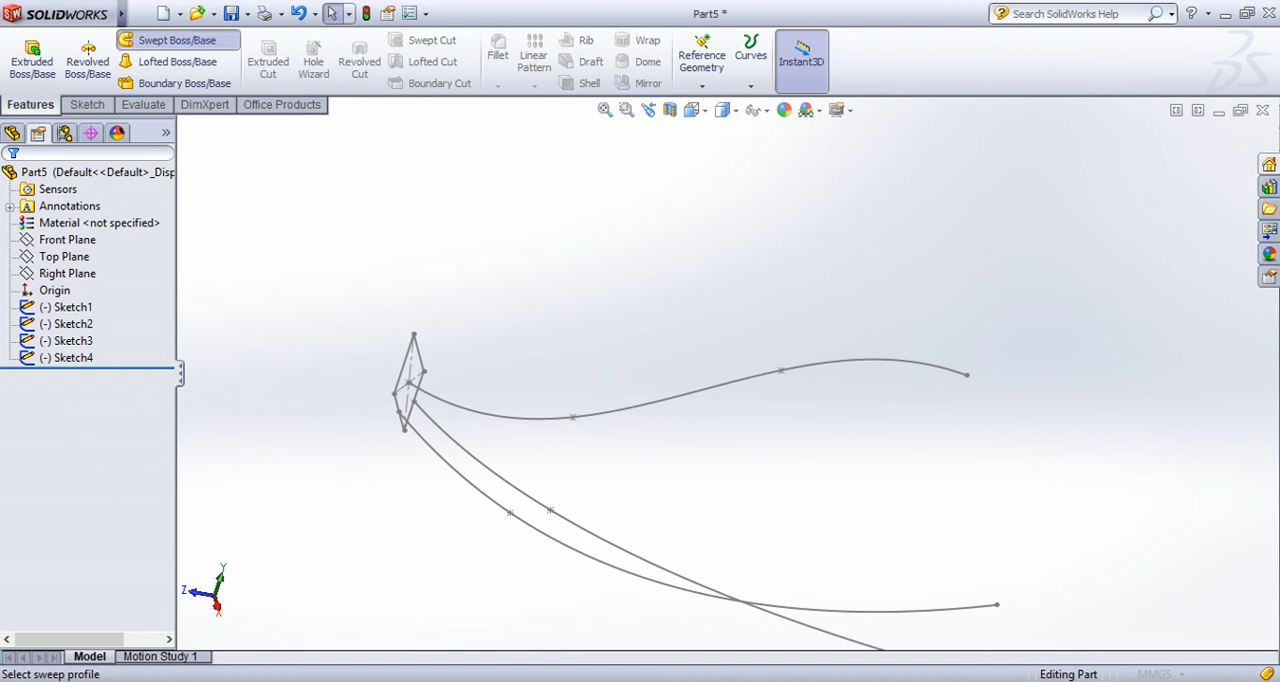 SOLIDWORKS
Part5 *
Search SolidWorks Help
Extruded Boss/Base
Revolved Boss/Base
Swept Boss/Base
Lofted Boss/Base
Boundary Boss/Base
Extruded Cut
Hole Wizard
Revolved Cut
Swept Cut
Lofted Cut
Boundary Cut
Fillet
Linear Pattern
Rib
Draft
Shell
Wrap
Dome
Mirror
Reference Geometry
Curves
Instant3D
Features
Sketch
Evaluate
DimXpert
Office Products
Part5 (Default<<Default>_Disp
Sensors
Annotations
Material <not specified>
Front Plane
Top Plane
Right Plane
Origin
(-) Sketch1
(-) Sketch2
(-) Sketch3
(-) Sketch4
Y
Z
X
Model
Motion Study 1
Select sweep profile
Editing Part
MMGS